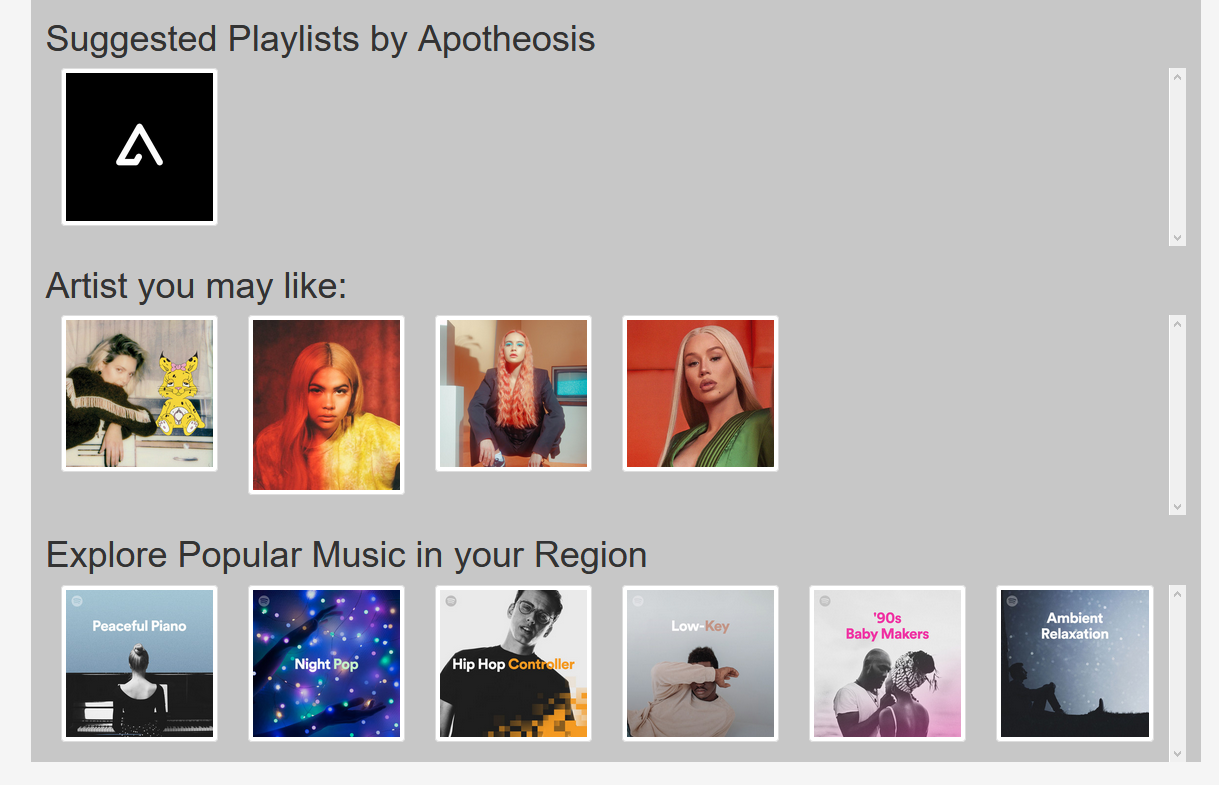 Suggested Playlists by Apotheosis
Artist you may like:
Explore Popular Music in your Region
Peaceful Piano
Night Pop
Hip Hop Controller
Low-Key
'90s
Baby Makers
Ambient
Relaxation